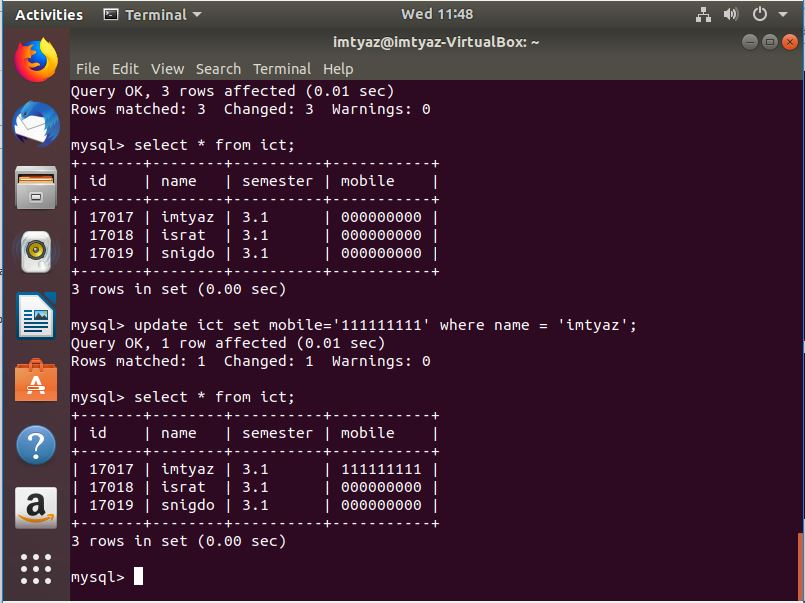 Activities Terminal Wed 11:48
imtyaz@imtyaz-VirtualBox: ~
File Edit View Search Terminal Help
Query OK, 3 rows affected (0.01 sec)
Rows matched: 3  Changed: 3  Warnings: 0

mysql> select * from ict;
+-------+--------+----------+-----------+
| id    | name   | semester | mobile    |
+-------+--------+----------+-----------+
| 17017 | imtyaz | 3.1      | 000000000 |
| 17018 | israt  | 3.1      | 000000000 |
| 17019 | snigdo | 3.1      | 000000000 |
+-------+--------+----------+-----------+
3 rows in set (0.00 sec)

mysql> update ict set mobile='111111111' where name = 'imtyaz';
Query OK, 1 row affected (0.01 sec)
Rows matched: 1  Changed: 1  Warnings: 0

mysql> select * from ict;
+-------+--------+----------+-----------+
| id    | name   | semester | mobile    |
+-------+--------+----------+-----------+
| 17017 | imtyaz | 3.1      | 111111111 |
| 17018 | israt  | 3.1      | 000000000 |
| 17019 | snigdo | 3.1      | 000000000 |
+-------+--------+----------+-----------+
3 rows in set (0.00 sec)

mysql>